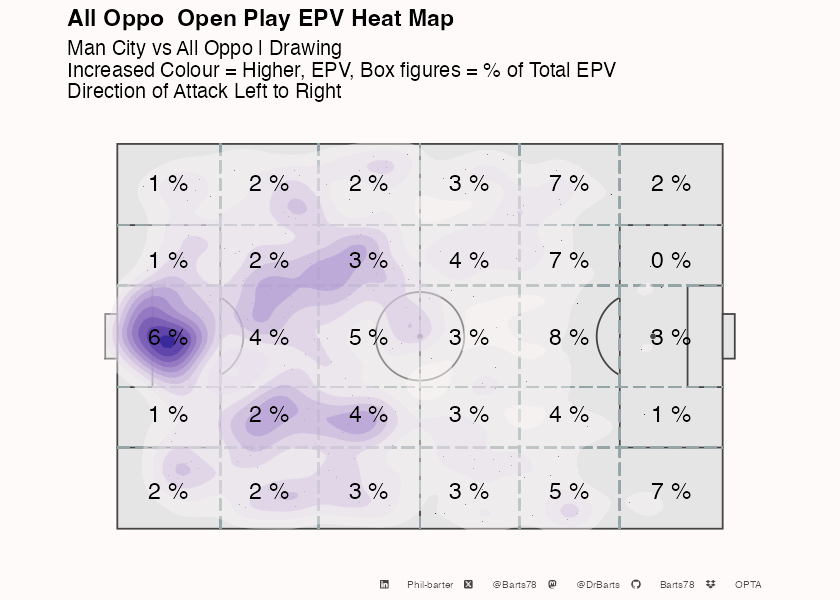 All Oppo  Open Play EPV Heat Map
Man City vs All Oppo | Drawing
Increased Colour = Higher, EPV, Box figures = % of Total EPV
Direction of Attack Left to Right
1 % 2 % 2 % 3 % 7 % 2 %
1 % 2 % 3 % 4 % 7 % 0 %
6 % 4 % 5 % 3 % 8 % 3 %
1 % 2 % 4 % 3 % 4 % 1 %
2 % 2 % 3 % 3 % 5 % 7 %
Phil-barter @Barts78 @DrBarts Barts78 OPTA